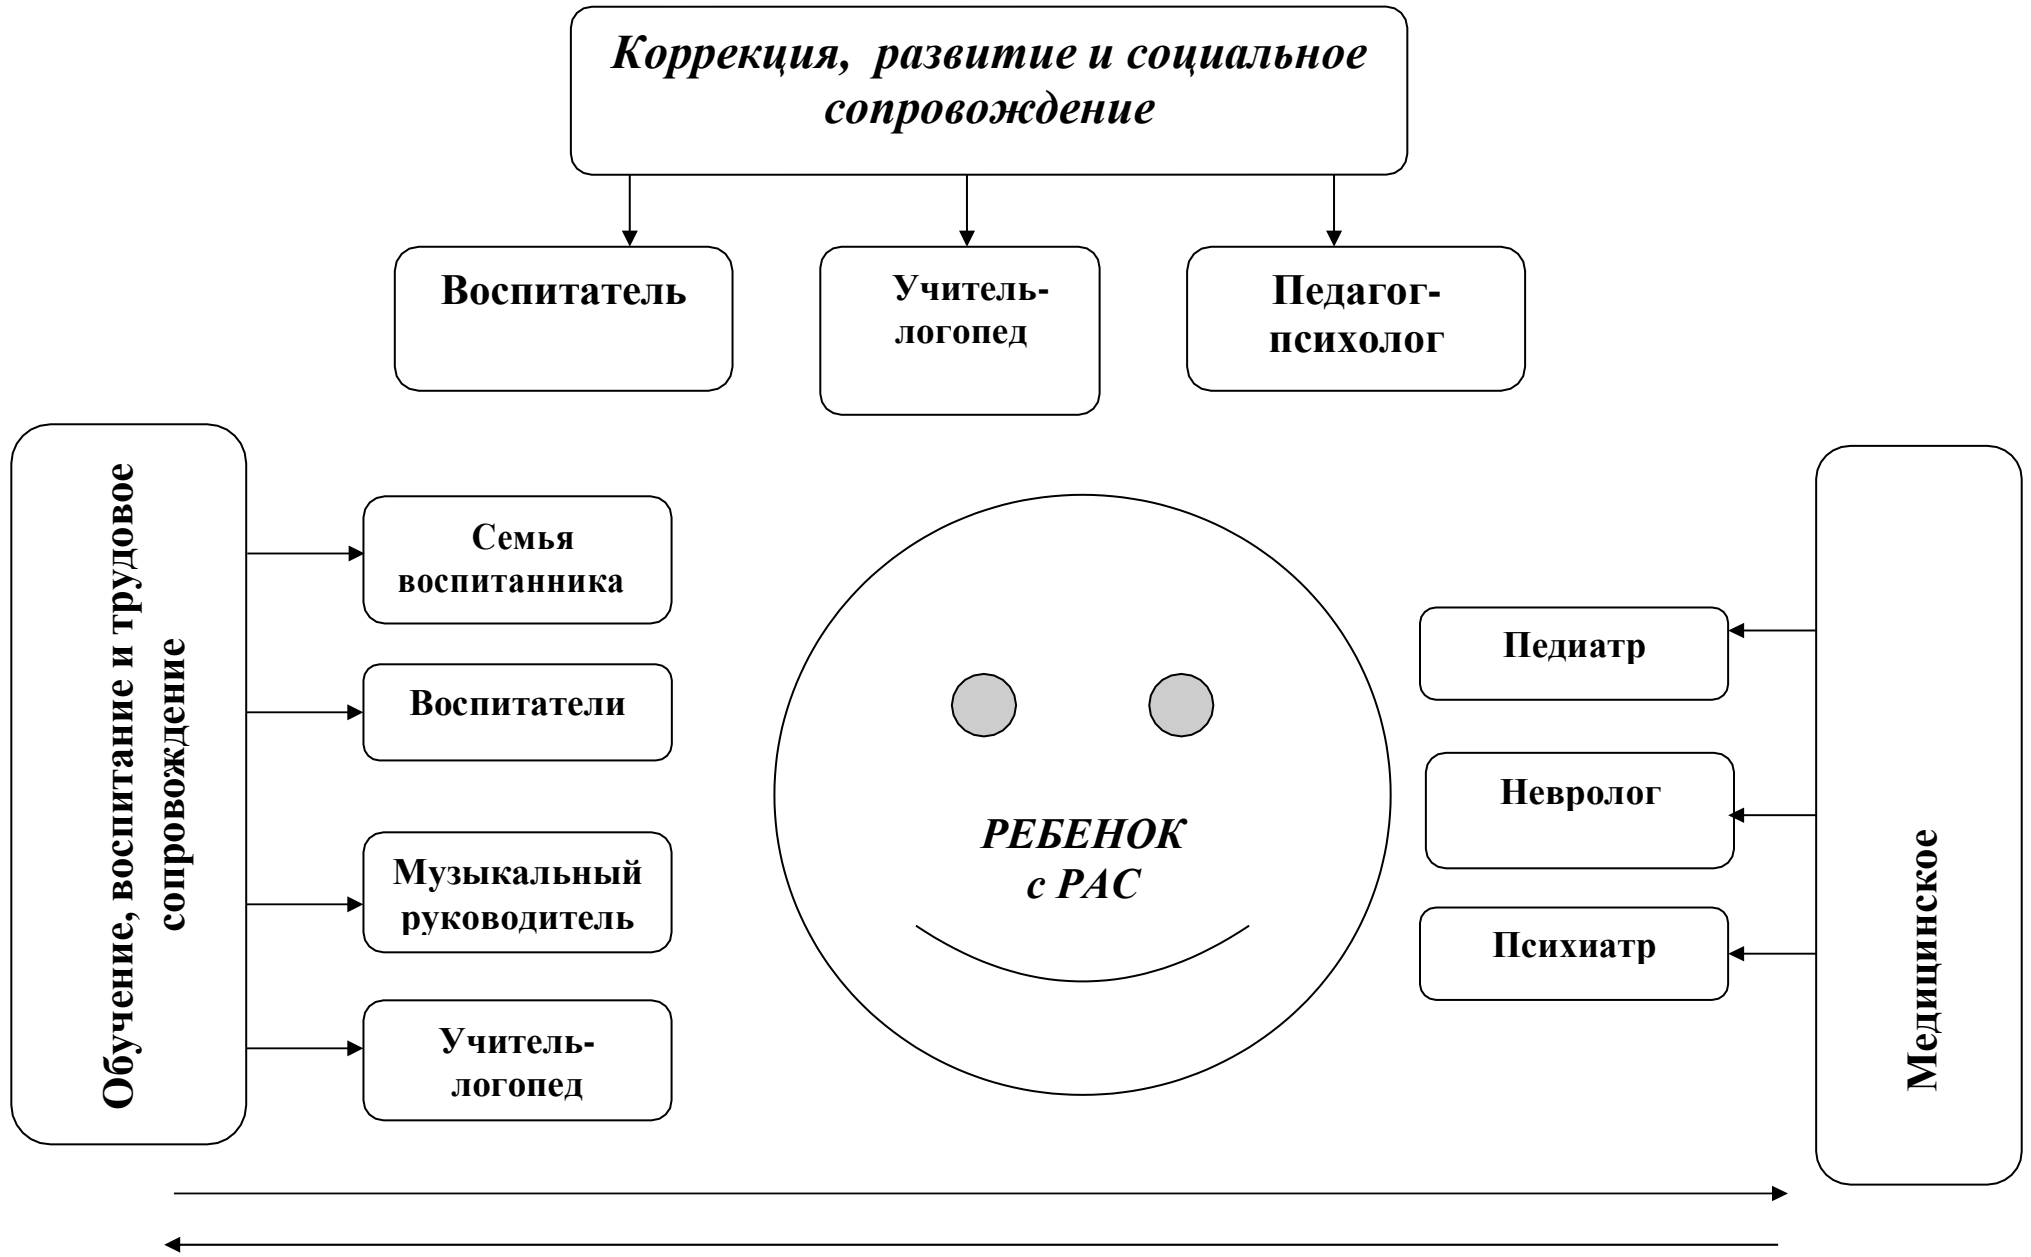 Коррекция, развитие и социальное
сопровождение
Воспитатель
Учитель-
логопед
Педагог-
психолог
Обучение, воспитание и трудовое
сопровождение
Семья
воспитанника
Воспитатели
Музыкальный
руководитель
Учитель-
логопед
РЕБЕНОК
с РАС
Педиатр
Невролог
Психиатр
Медицинское